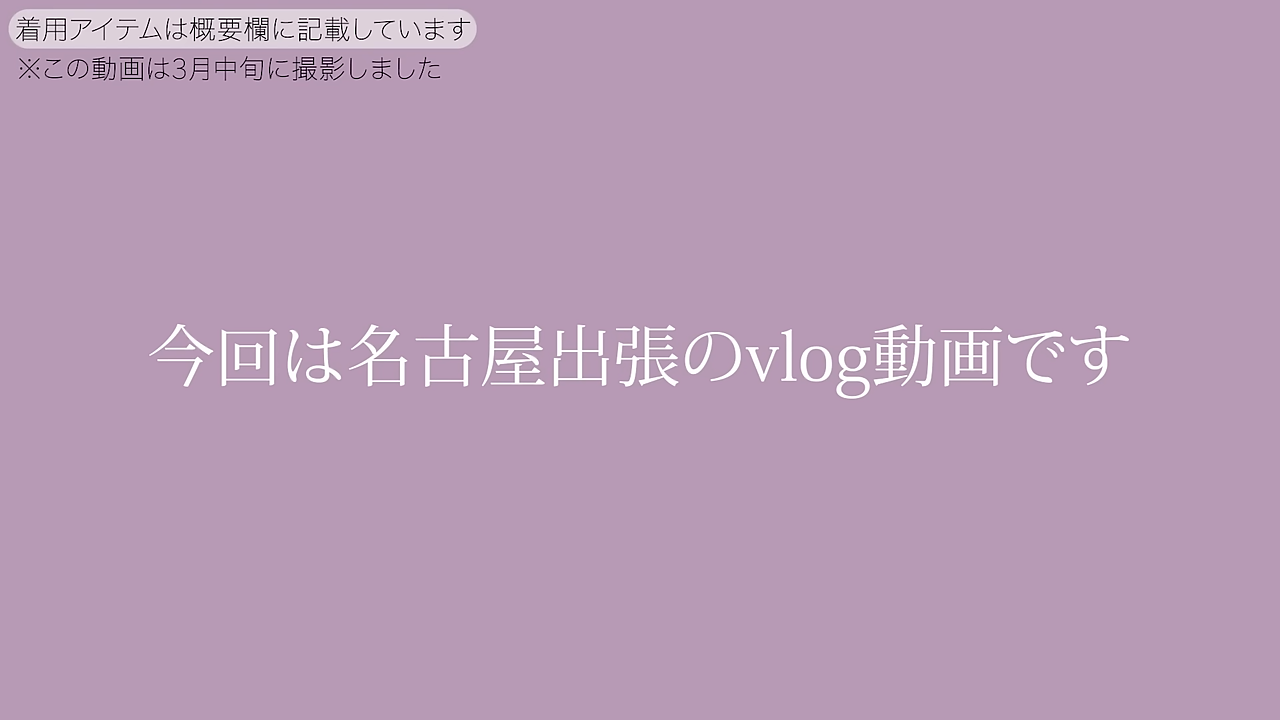 着用アイテムは概要欄に記載しています
※この動画は3月中旬に撮影しました
今回は名古屋出張のvlog動画です